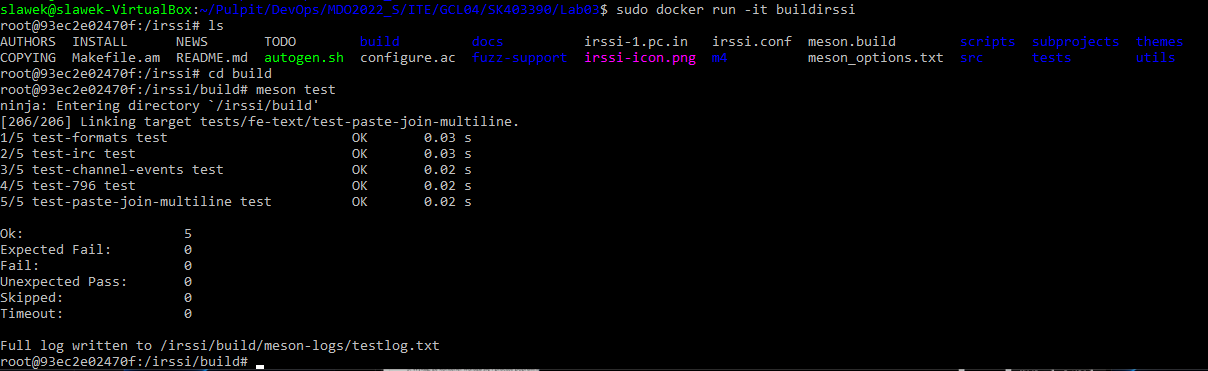 slawek@slawek-VirtualBox:~/Pulpit/DevOps/MDO2022_S/ITE/GCL04/SK403390/Lab03$ sudo docker run -it buildirssi
root@93ec2e02470f:/irssi# ls
AUTHORS  INSTALL      NEWS       TODO        build         docs          irssi-1.pc.in   irssi.conf  meson.build        scripts  subprojects  themes
COPYING  Makefile.am  README.md  autogen.sh  configure.ac  fuzz-support  irssi-icon.png  m4          meson_options.txt  src      tests        utils
root@93ec2e02470f:/irssi# cd build
root@93ec2e02470f:/irssi/build# meson test
ninja: Entering directory `/irssi/build'
[206/206] Linking target tests/fe-text/test-paste-join-multiline.
1/5 test-formats test                       OK       0.03 s
2/5 test-irc test                           OK       0.03 s
3/5 test-channel-events test                OK       0.02 s
4/5 test-796 test                           OK       0.02 s
5/5 test-paste-join-multiline test          OK       0.02 s
Ok:                    5
Expected Fail:         0
Fail:                  0
Unexpected Pass:       0
Skipped:               0
Timeout:               0
Full log written to /irssi/build/meson-logs/testlog.txt
root@93ec2e02470f:/irssi/build#